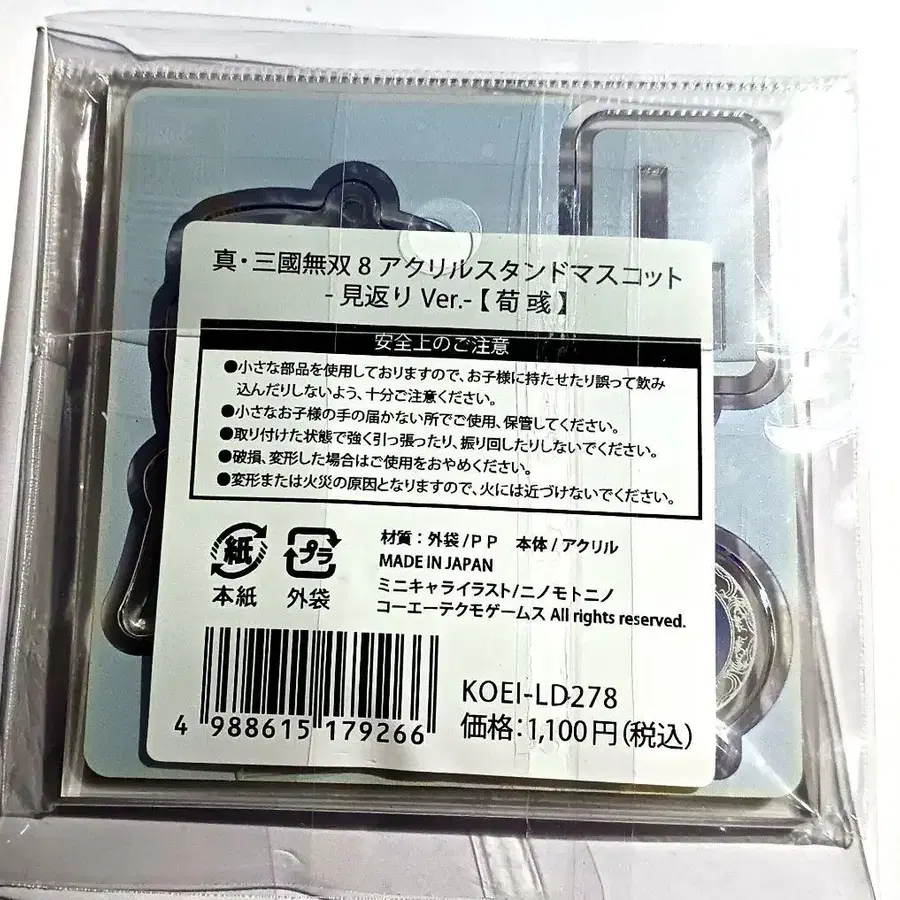 真・三國無双８アクリルスタンドマスコット
- 見返り Ver.-【 荀 彧 】
安全上のご注意
●小さな部品を使用しておりますので、お子様に持たせたり誤って飲み
込んだりしないよう、十分ご注意ください。
●小さなお子様の手の届かない所でご使用、保管してください。
●取り付けた状態で強く引っ張ったり、振り回したりしないでください。
●破損、変形した場合はご使用をおやめください。
●変形または火災の原因となりますので、火には近づけないでください。
紙 プラ
本紙 外袋
材質：外袋/ＰＰ 本体/アクリル
MADE IN JAPAN
ミニキャライラスト/ニノモトニノ
コーエーテクモゲームス All rights reserved.
KOEI-LD278
価格：1,100円（税込）
4 988615 179266